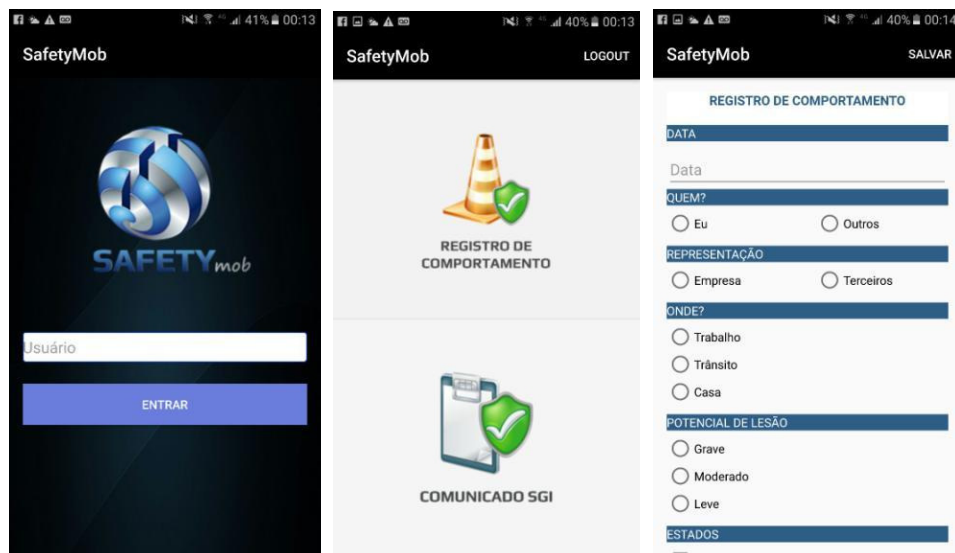 41% 00:13
SafetyMob
SAFETYmob
Usuário
ENTRAR
40% 00:13
SafetyMob LOGOUT
REGISTRO DE
COMPORTAMENTO
COMUNICADO SGI
40% 00:14
SafetyMob SALVAR
REGISTRO DE COMPORTAMENTO
DATA
Data
QUEM?
Eu Outros
REPRESENTAÇÃO
Empresa Terceiros
ONDE?
Trabalho
Trânsito
Casa
POTENCIAL DE LESÃO
Grave
Moderado
Leve
ESTADOS